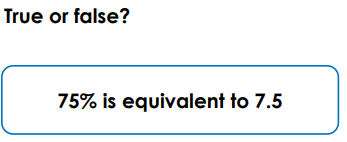 True or false?
75% is equivalent to 7.5